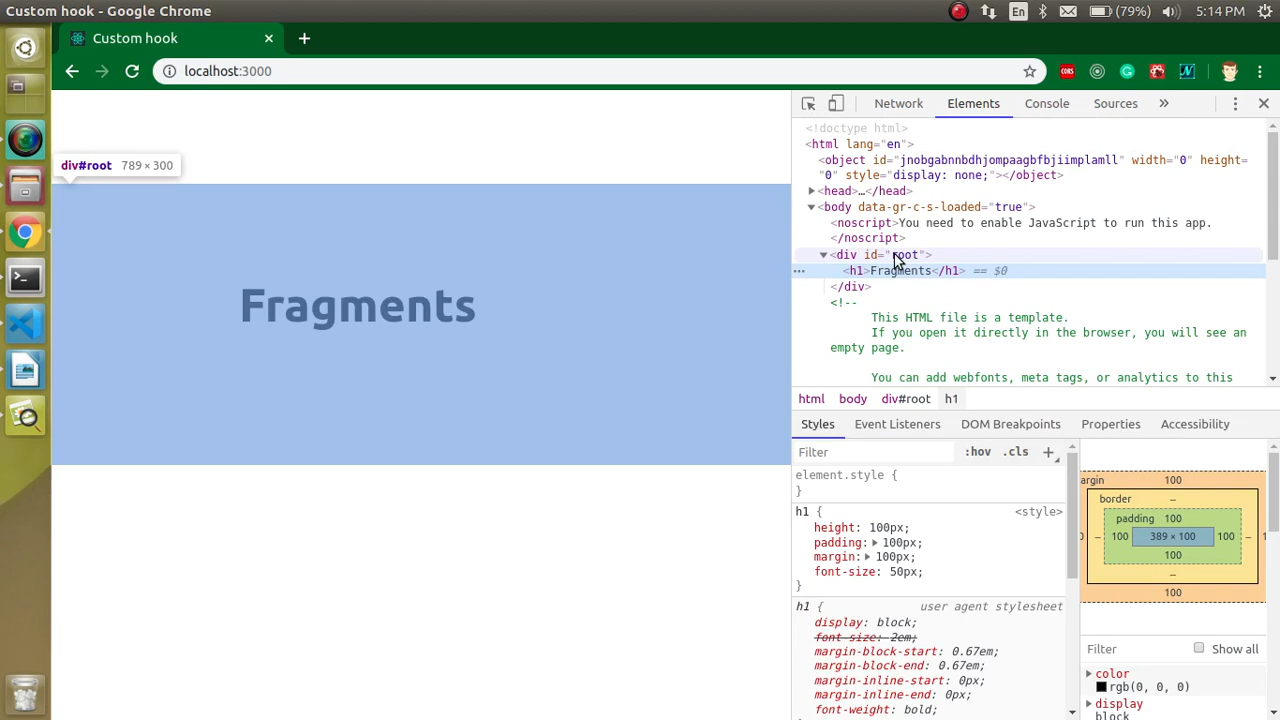 Custom hook - Google Chrome
En
(79%)
5:14 PM
Custom hook
localhost:3000
CORS
N
div#root 789 × 300
Fragments
Network
Elements
Console
Sources
<!doctype html>
<html lang="en">
<object id="jnobgabnnbdhjompaagbfbjiimplamll" width="0" height=
"0" style="display: none;"></object>
<head>…</head>
<body data-gr-c-s-loaded="true">
<noscript>You need to enable JavaScript to run this app.
</noscript>
<div id="root">
<h1>Fragments</h1> == $0
</div>
<!--
This HTML file is a template.
If you open it directly in the browser, you will see an
empty page.
You can add webfonts, meta tags, or analytics to this
html
body
div#root
h1
Styles
Event Listeners
DOM Breakpoints
Properties
Accessibility
Filter
:hov
.cls
element.style {
}
h1 {
<style>
height: 100px;
padding: 100px;
margin: 100px;
font-size: 50px;
}
h1 {
user agent stylesheet
display: block;
font-size: 2em;
margin-block-start: 0.67em;
margin-block-end: 0.67em;
margin-inline-start: 0px;
margin-inline-end: 0px;
font-weight: bold;
argin
100
border
–
padding
100
0
–
100
389 × 100
100
–
1
100
–
100
Filter
Show all
color
rgb(0, 0, 0)
display
block